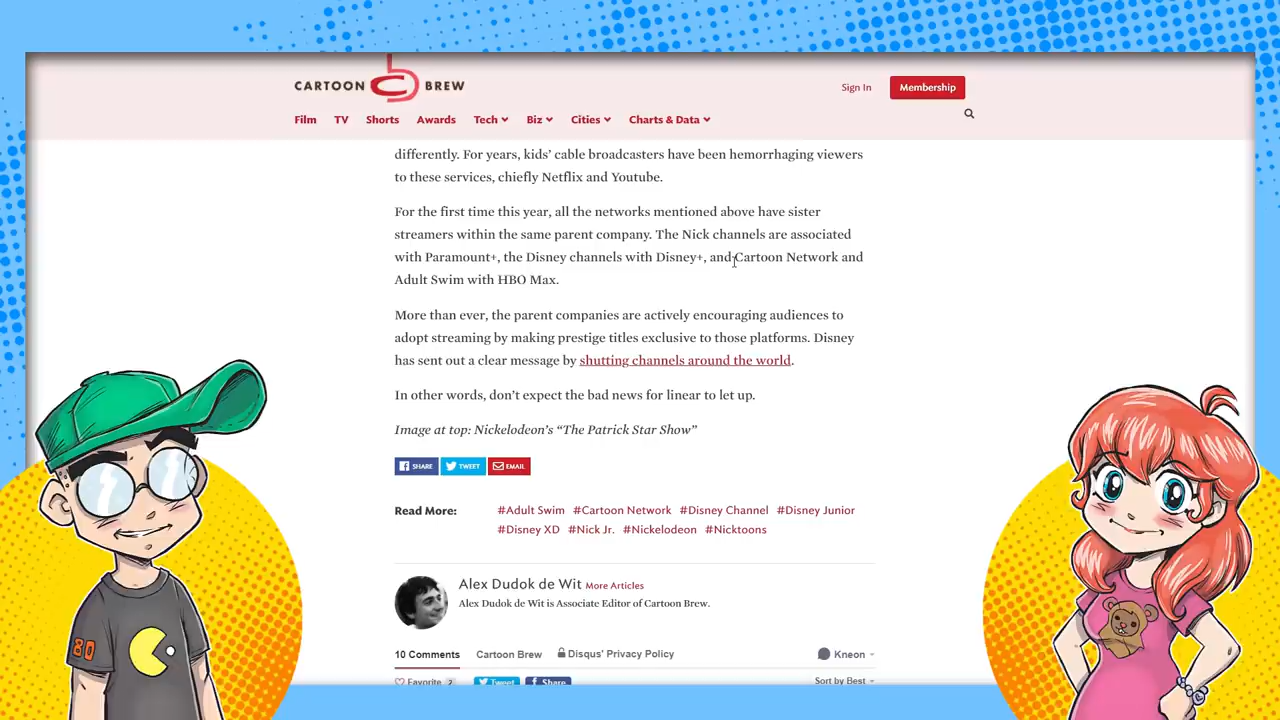 CARTOON BREW
Sign In
Membership
Film TV Shorts Awards Tech Biz Cities Charts & Data
differently. For years, kids' cable broadcasters have been hemorrhaging viewers
to these services, chiefly Netflix and Youtube.
For the first time this year, all the networks mentioned above have sister
streamers within the same parent company. The Nick channels are associated
with Paramount+, the Disney channels with Disney+, and Cartoon Network and
Adult Swim with HBO Max.
More than ever, the parent companies are actively encouraging audiences to
adopt streaming by making prestige titles exclusive to those platforms. Disney
has sent out a clear message by shutting channels around the world.
In other words, don't expect the bad news for linear to let up.
Image at top: Nickelodeon's “The Patrick Star Show”
SHARE TWEET EMAIL
Read More: #Adult Swim #Cartoon Network #Disney Channel #Disney Junior
#Disney XD #Nick Jr. #Nickelodeon #Nicktoons
Alex Dudok de Wit More Articles
Alex Dudok de Wit is Associate Editor of Cartoon Brew.
10 Comments Cartoon Brew Disqus' Privacy Policy Kneon
Favorite 2 Tweet Share Sort by Best
80